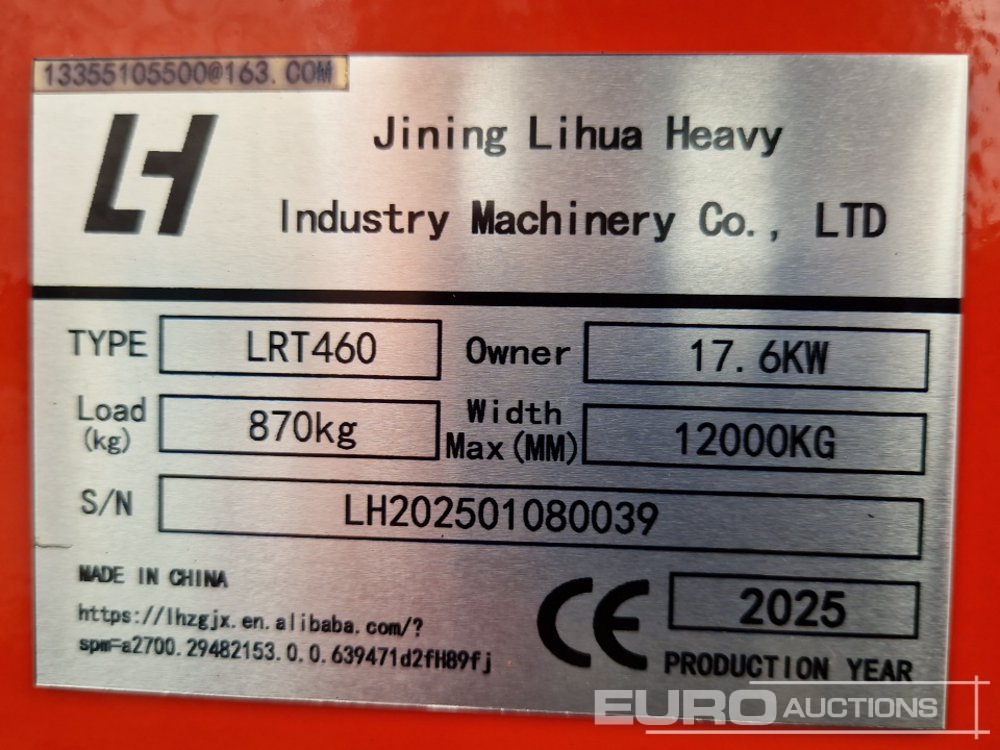 13355105500@163.COM
LH
Jining Lihua Heavy
Industry Machinery Co., LTD
TYPE LRT460 Owner 17.6KW
Load (kg) 870kg Width Max(MM) 12000KG
S/N LH202501080039
MADE IN CHINA
https://lhzgjx.en.alibaba.com/?
spm=a2700.29482153.0.0.639471d2fH89fj
CE 2025
PRODUCTION YEAR
EURO AUCTIONS